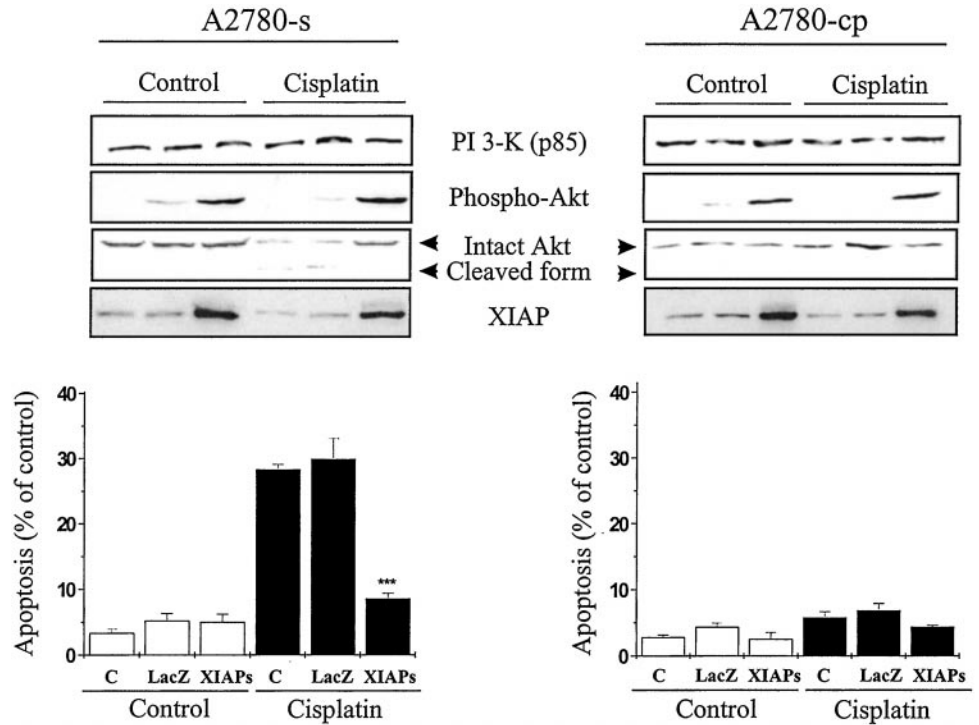 A2780-s A2780-cp
Control Cisplatin Control Cisplatin
PI 3-K (p85)
Phospho-Akt
Intact Akt
Cleaved form
XIAP
Apoptosis (% of control)
40
30
20
10
0
***
C LacZ XIAPs C LacZ XIAPs
Control Cisplatin
Apoptosis (% of control)
40
30
20
10
0
C LacZ XIAPs C LacZ XIAPs
Control Cisplatin